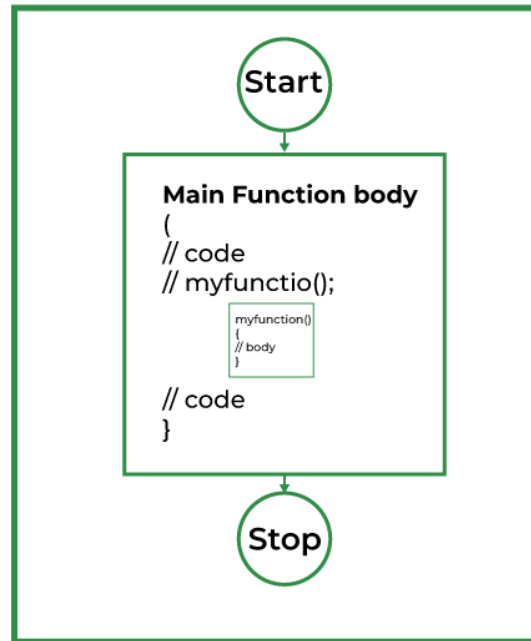 Start
Main Function body
(
// code
// myfunctio();
myfunction()
{
// body
}
// code
}
Stop